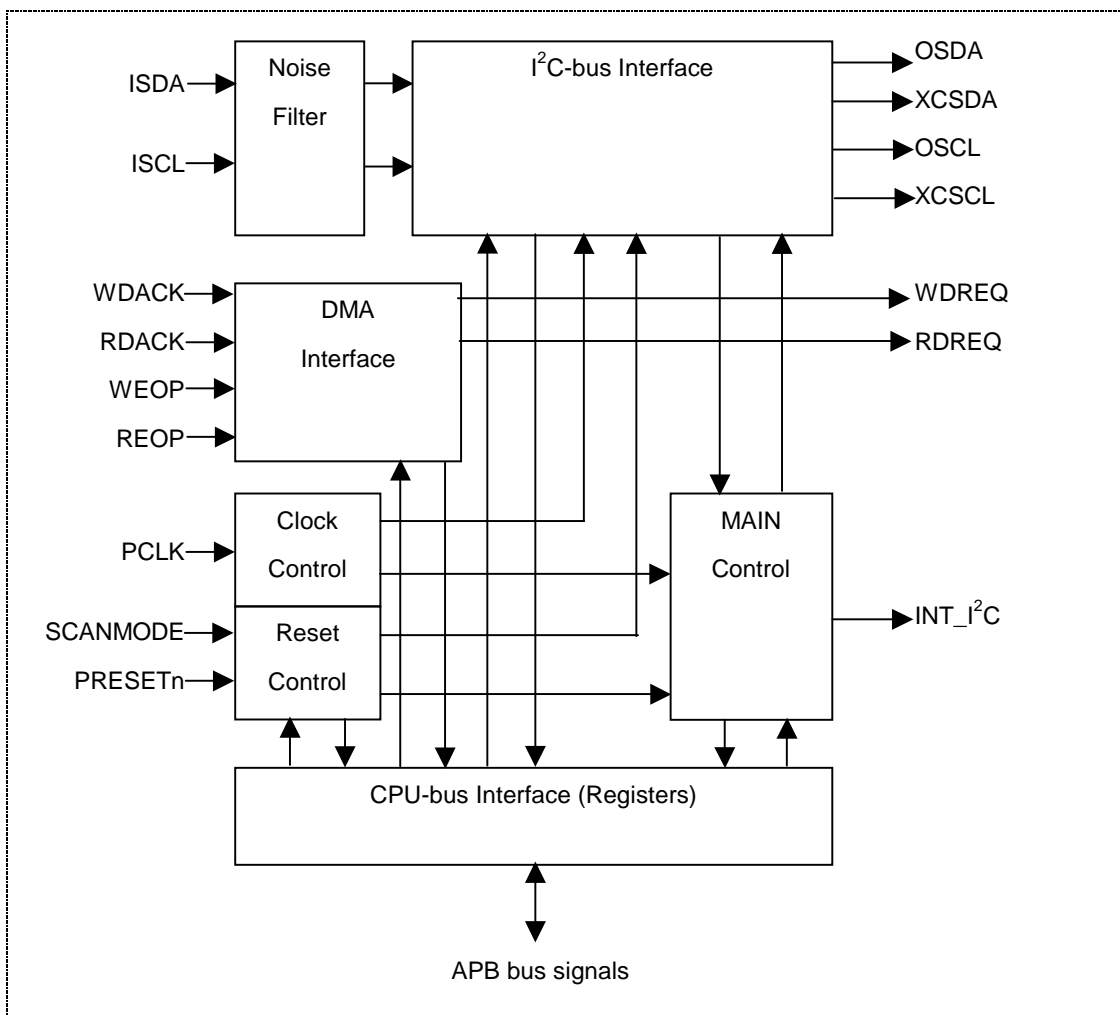 ISDA
ISCL
Noise
Filter
I²C-bus Interface
OSDA
XCSDA
OSCL
XCSCL
WDACK
RDACK
WEOP
REOP
DMA
Interface
WDREQ
RDREQ
PCLK
Clock
Control
SCANMODE
PRESETn
Reset
Control
MAIN
Control
INT_I²C
CPU-bus Interface (Registers)
APB bus signals